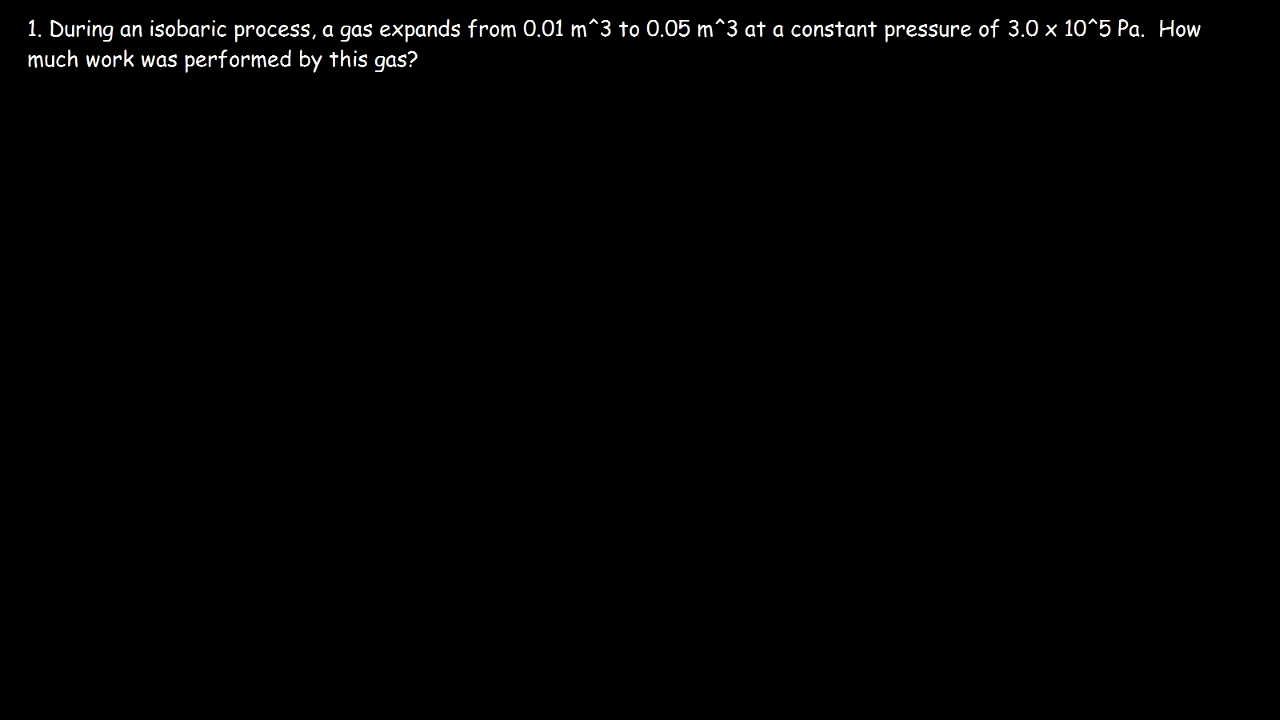 1. During an isobaric process, a gas expands from 0.01 m^3 to 0.05 m^3 at a constant pressure of 3.0 x 10^5 Pa.  How
much work was performed by this gas?